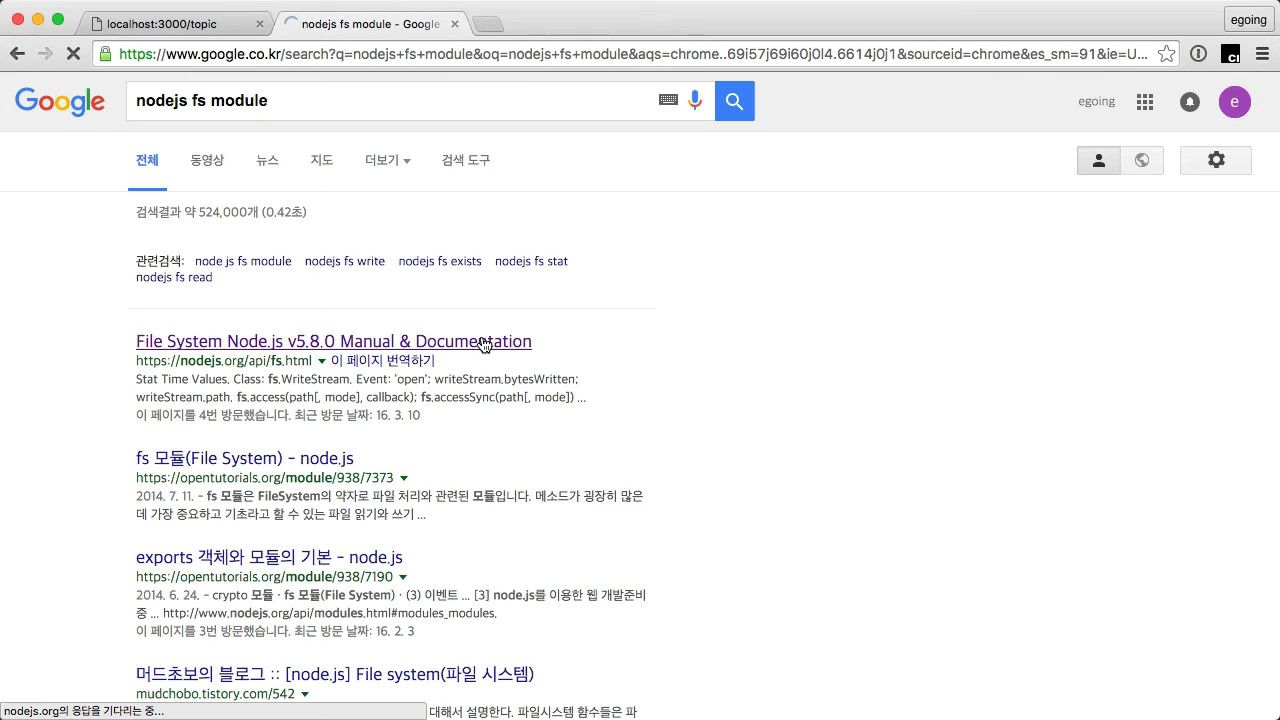 localhost:3000/topic
nodejs fs module - Google
egoing
https://www.google.co.kr/search?q=nodejs+fs+module&oq=nodejs+fs+module&aqs=chrome..69i57j69i60j0l4.6614j0j1&sourceid=chrome&es_sm=91&ie=U...
Google
nodejs fs module
egoing
e
전체
동영상
뉴스
지도
더보기
검색 도구
검색결과 약 524,000개 (0.42초)
관련검색: node js fs module nodejs fs write nodejs fs exists nodejs fs stat
nodejs fs read
File System Node.js v5.8.0 Manual & Documentation
https://nodejs.org/api/fs.html 이 페이지 번역하기
Stat Time Values. Class: fs.WriteStream. Event: 'open'; writeStream.bytesWritten;
writeStream.path. fs.access(path[, mode], callback); fs.accessSync(path[, mode]) ...
이 페이지를 4번 방문했습니다. 최근 방문 날짜: 16. 3. 10
fs 모듈(File System) - node.js
https://opentutorials.org/module/938/7373
2014. 7. 11. - fs 모듈은 FileSystem의 약자로 파일 처리와 관련된 모듈입니다. 메소드가 굉장히 많은
데 가장 중요하고 기초라고 할 수 있는 파일 읽기와 쓰기 ...
exports 객체와 모듈의 기본 - node.js
https://opentutorials.org/module/938/7190
2014. 6. 24. - crypto 모듈 · fs 모듈(File System) · (3) 이벤트 ... [3] node.js를 이용한 웹 개발준비
중 ... http://www.nodejs.org/api/modules.html#modules_modules.
이 페이지를 3번 방문했습니다. 최근 방문 날짜: 16. 2. 3
머드초보의 블로그 :: [node.js] File system(파일 시스템)
mudchobo.tistory.com/542
nodejs.org의 응답을 기다리는 중...
대해서 설명한다. 파일시스템 함수들은 파